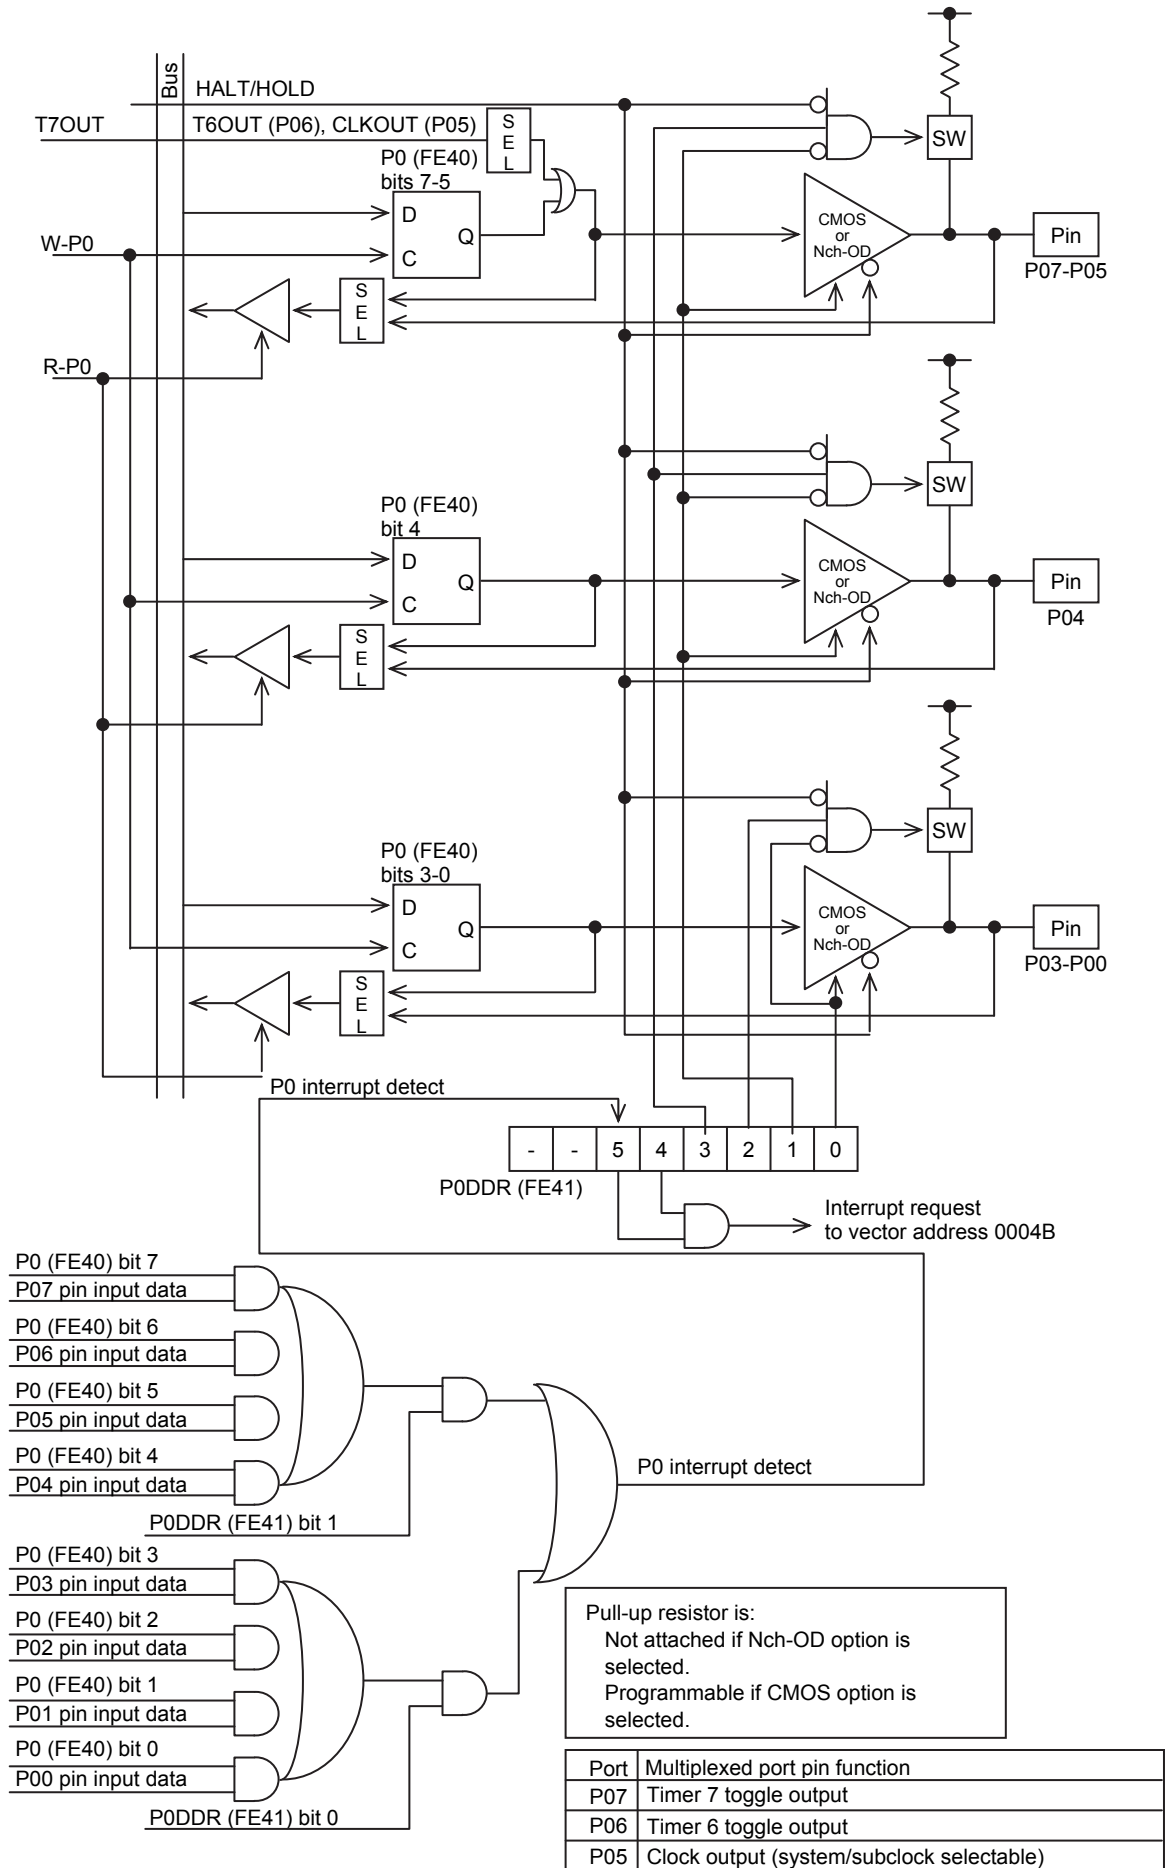 Bus
HALT/HOLD
T7OUT
T6OUT (P06), CLKOUT (P05)
SEL
P0 (FE40)
bits 7-5
D
Q
C
W-P0
SEL
R-P0
SW
CMOS
or
Nch-OD
Pin
P07-P05
P0 (FE40)
bit 4
D
Q
C
SEL
SW
CMOS
or
Nch-OD
Pin
P04
P0 (FE40)
bits 3-0
D
Q
C
SEL
SW
CMOS
or
Nch-OD
Pin
P03-P00
P0 interrupt detect
- - 5 4 3 2 1 0
P0DDR (FE41)
Interrupt request
to vector address 0004B
P0 (FE40) bit 7
P07 pin input data
P0 (FE40) bit 6
P06 pin input data
P0 (FE40) bit 5
P05 pin input data
P0 (FE40) bit 4
P04 pin input data
P0DDR (FE41) bit 1
P0 interrupt detect
P0 (FE40) bit 3
P03 pin input data
P0 (FE40) bit 2
P02 pin input data
P0 (FE40) bit 1
P01 pin input data
P0 (FE40) bit 0
P00 pin input data
P0DDR (FE41) bit 0
Pull-up resistor is:
Not attached if Nch-OD option is
selected.
Programmable if CMOS option is
selected.
Port Multiplexed port pin function
P07 Timer 7 toggle output
P06 Timer 6 toggle output
P05 Clock output (system/subclock selectable)